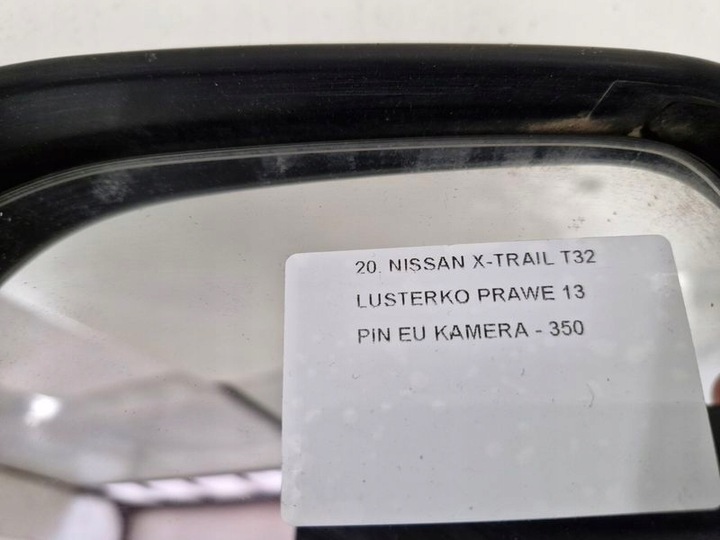 20. NISSAN X-TRAIL T32
LUSTERKO PRAWE 13
PIN EU KAMERA - 350